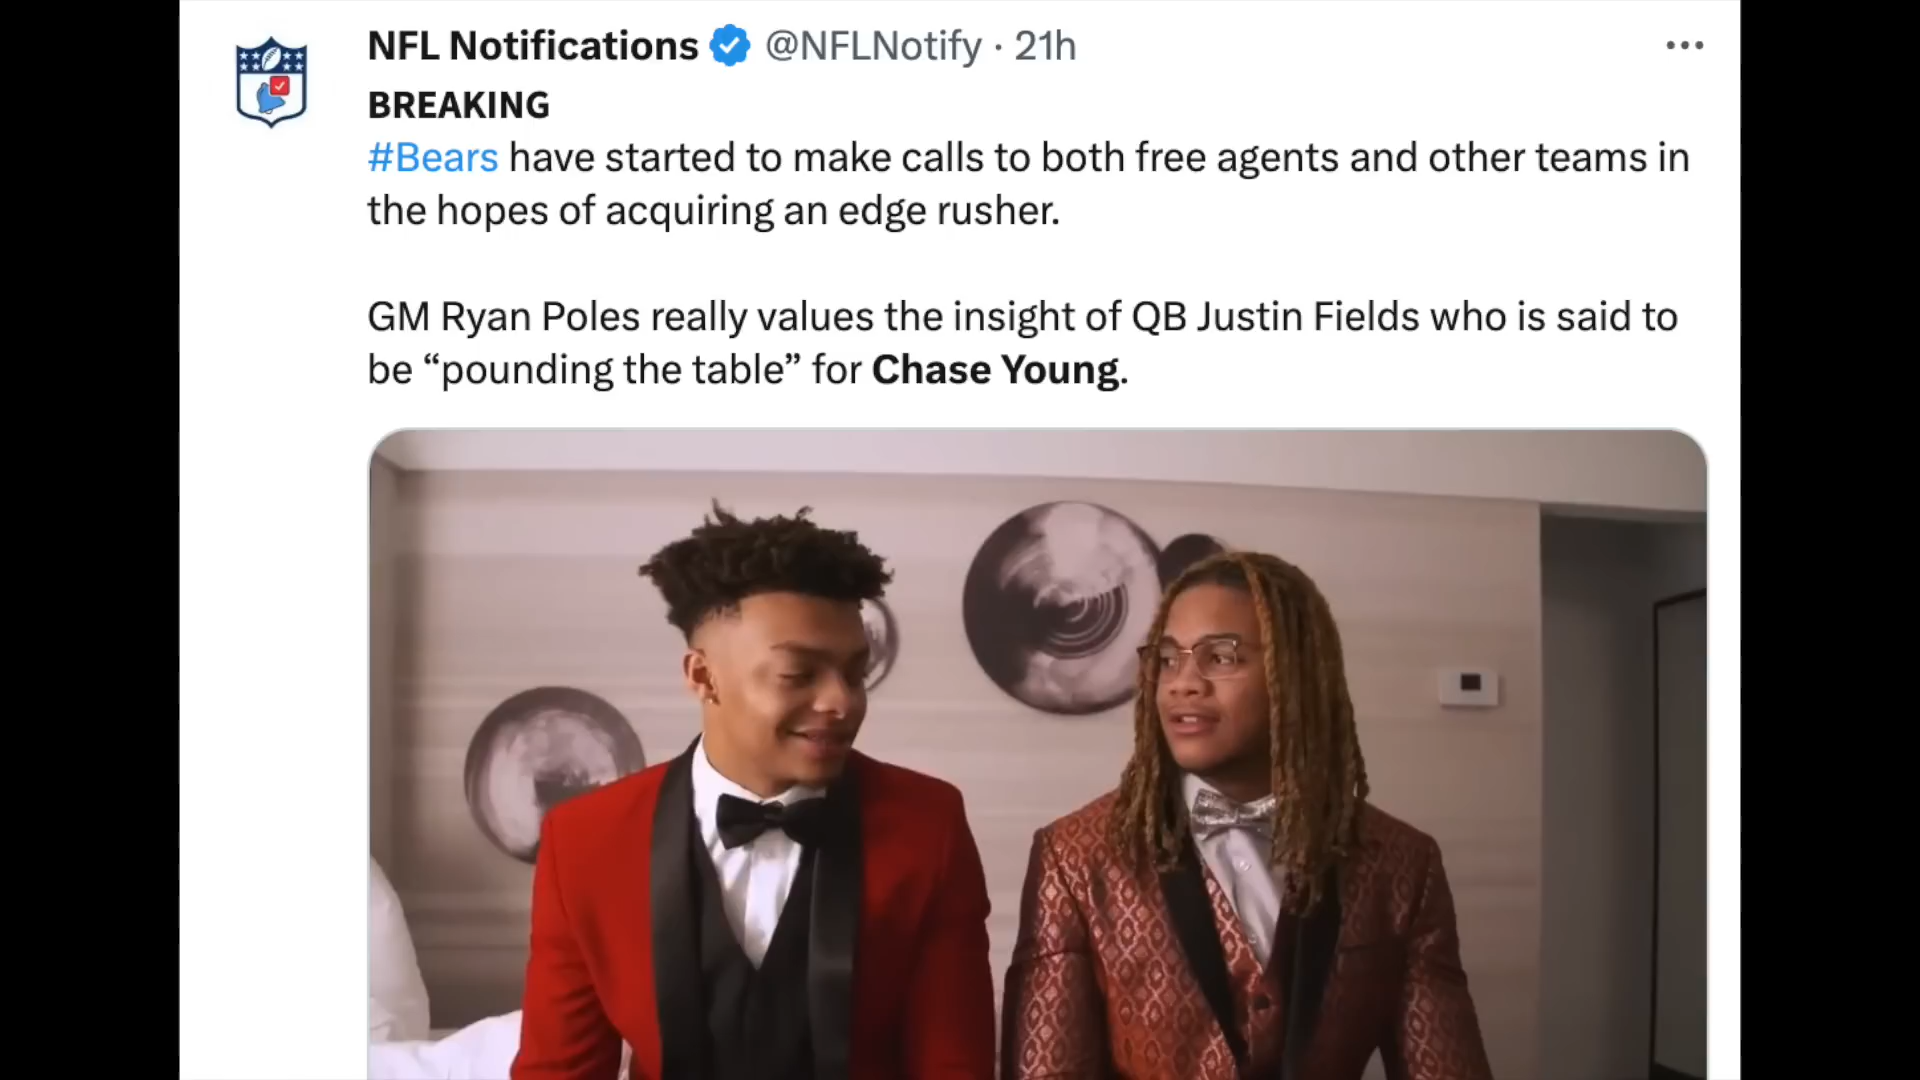 NFL Notifications @NFLNotify · 21h
BREAKING
#Bears have started to make calls to both free agents and other teams in
the hopes of acquiring an edge rusher.
GM Ryan Poles really values the insight of QB Justin Fields who is said to
be “pounding the table” for Chase Young.